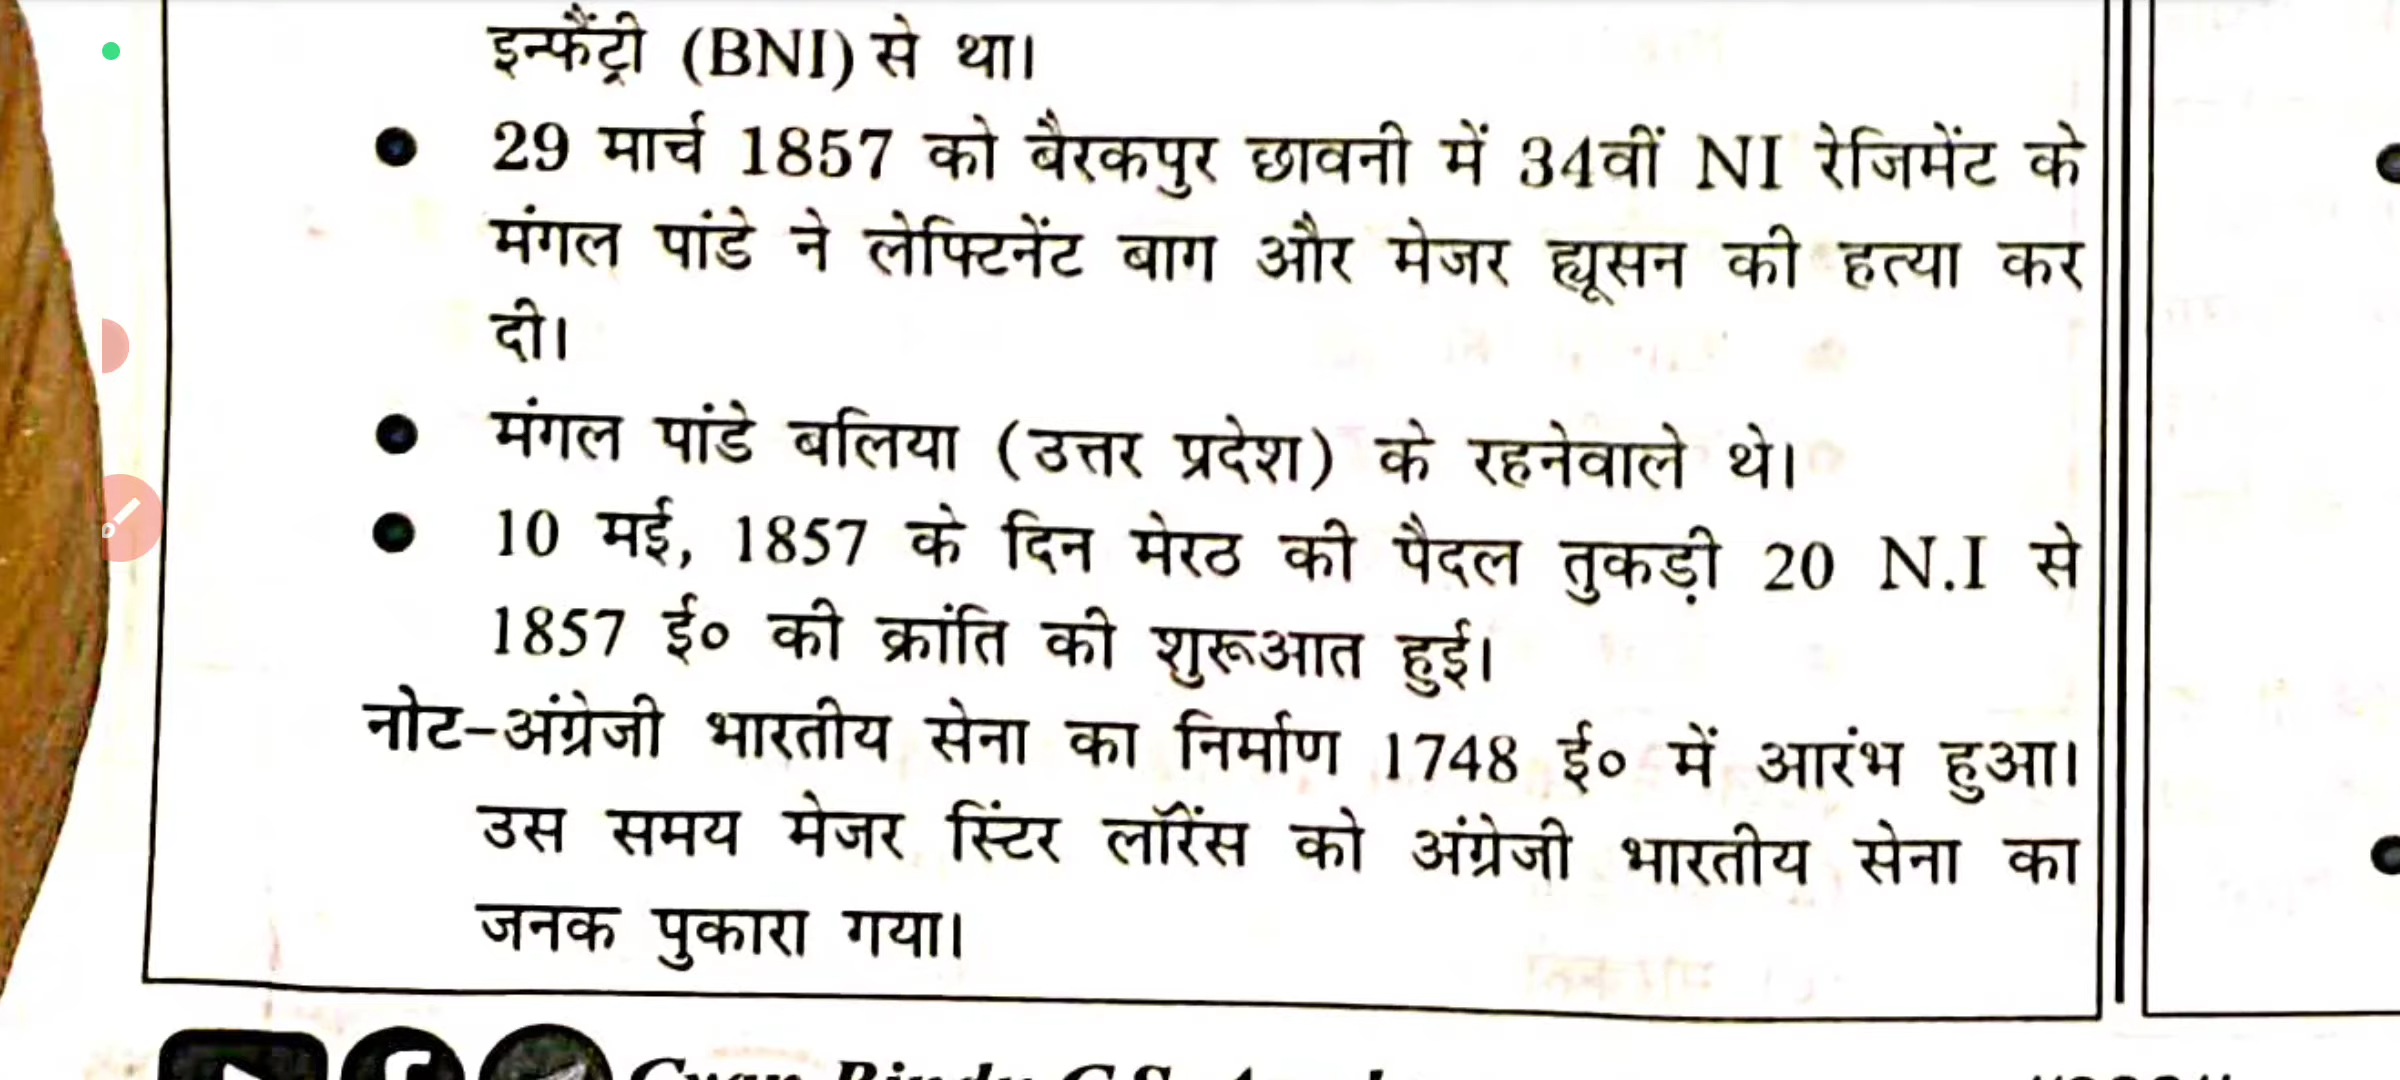 इन्फैंट्री (BNI) से था।
● 29 मार्च 1857 को बैरकपुर छावनी में 34वीं NI रेजिमेंट के
मंगल पांडे ने लेफ्टिनेंट बाग और मेजर ह्यूसन की हत्या कर
दी।
● मंगल पांडे बलिया (उत्तर प्रदेश) के रहनेवाले थे।
● 10 मई, 1857 के दिन मेरठ की पैदल तुकड़ी 20 N.I से
1857 ई० की क्रांति की शुरूआत हुई।
नोट-अंग्रेजी भारतीय सेना का निर्माण 1748 ई० में आरंभ हुआ।
उस समय मेजर स्टिंर लॉरेंस को अंग्रेजी भारतीय सेना का
जनक पुकारा गया।